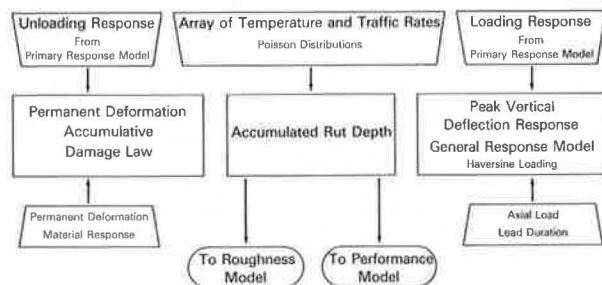 Unloading Response
From
Primary Response Model
Array of Temperature and Traffic Rates
Poisson Distributions
Loading Response
From
Primary Response Model
Permanent Deformation
Accumulative
Damage Law
Accumulated Rut Depth
Peak Vertical
Deflection Response
General Response Model
Haversine Loading
Permanent Deformation
Material Response
Axial Load
Lead Duration
To Roughness
Model
To Performance
Model